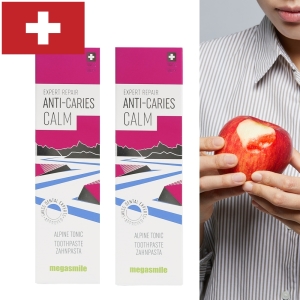 EXPERT REPAIR
ANTI-CARIES
CALM
ALPINE TONIC
TOOTHPASTE
ZAHNPASTA
megasmile
EXPERT REPAIR
ANTI-CARIES
CALM
ALPINE TONIC
TOOTHPASTE
ZAHNPASTA
megasmile